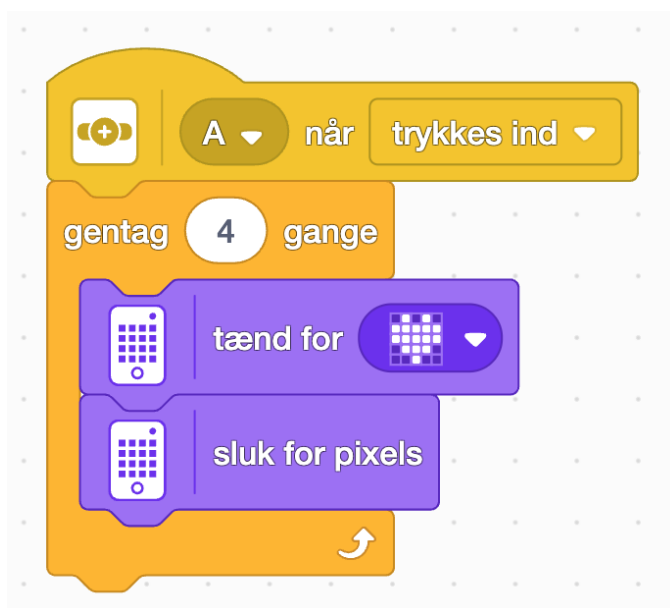 A når trykkes ind
gentag 4 gange
tænd for
sluk for pixels